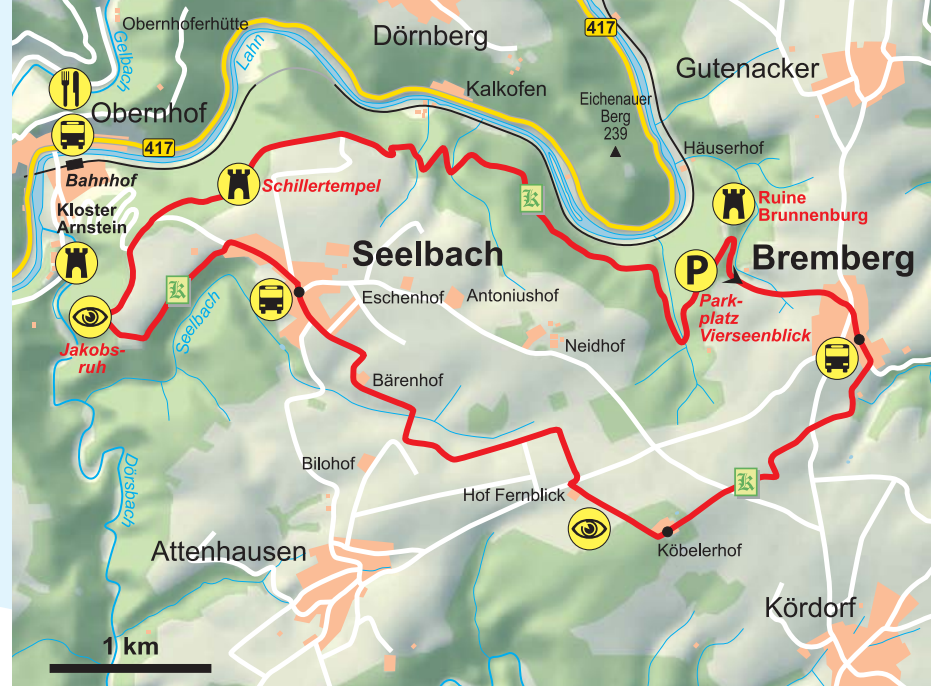 Obernhoferhütte
Gelbach
Lahn
Dörnberg
417
Gutenacker
Kalkofen
Eichenauer
Berg
239
Obernhof
417
Häuserhof
Bahnhof
Schillertempel
K
Ruine
Brunnenburg
Kloster
Arnstein
Seelbach
P
Bremberg
K
Eschenhof
Antoniushof
Park-
platz
Vierseenblick
Seelbach
Jakobs-
ruh
Neidhof
Bärenhof
Dörsbach
Bilohof
Hof Fernblick
K
Attenhausen
Köbelerhof
Kördorf
1 km